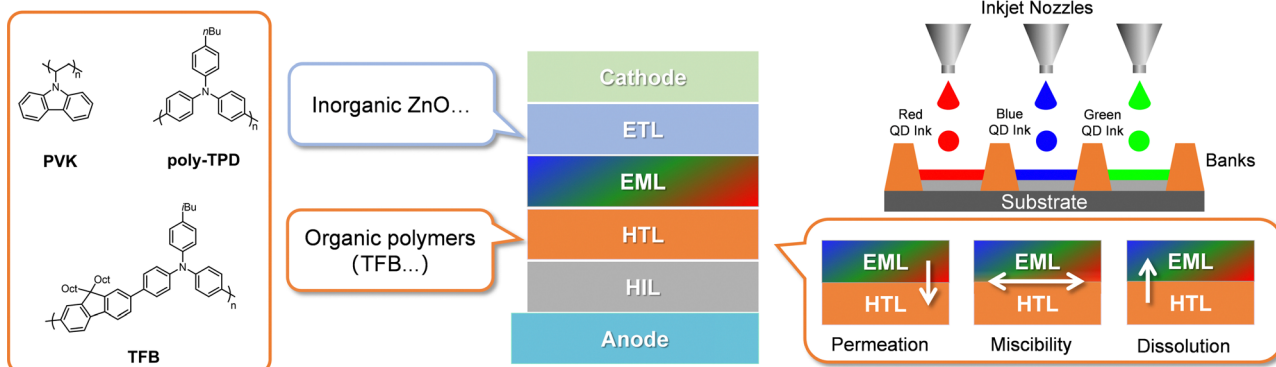 n
N
PVK
nBu
N
n
poly-TPD
iBu
N
Oct
Oct
n
TFB
Inorganic ZnO…
Organic polymers
(TFB...)
Cathode
ETL
EML
HTL
HIL
Anode
Inkjet Nozzles
Red
QD Ink
Blue
QD Ink
Green
QD Ink
Banks
Substrate
EML
HTL
Permeation
EML
HTL
Miscibility
EML
HTL
Dissolution